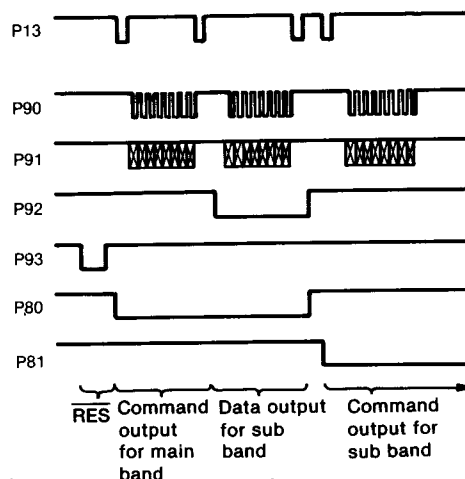 P13
P90
P91
P92
P93
P80
P81
RES
Command
output
for main
band
Data output
for sub
band
Command
output for
sub band